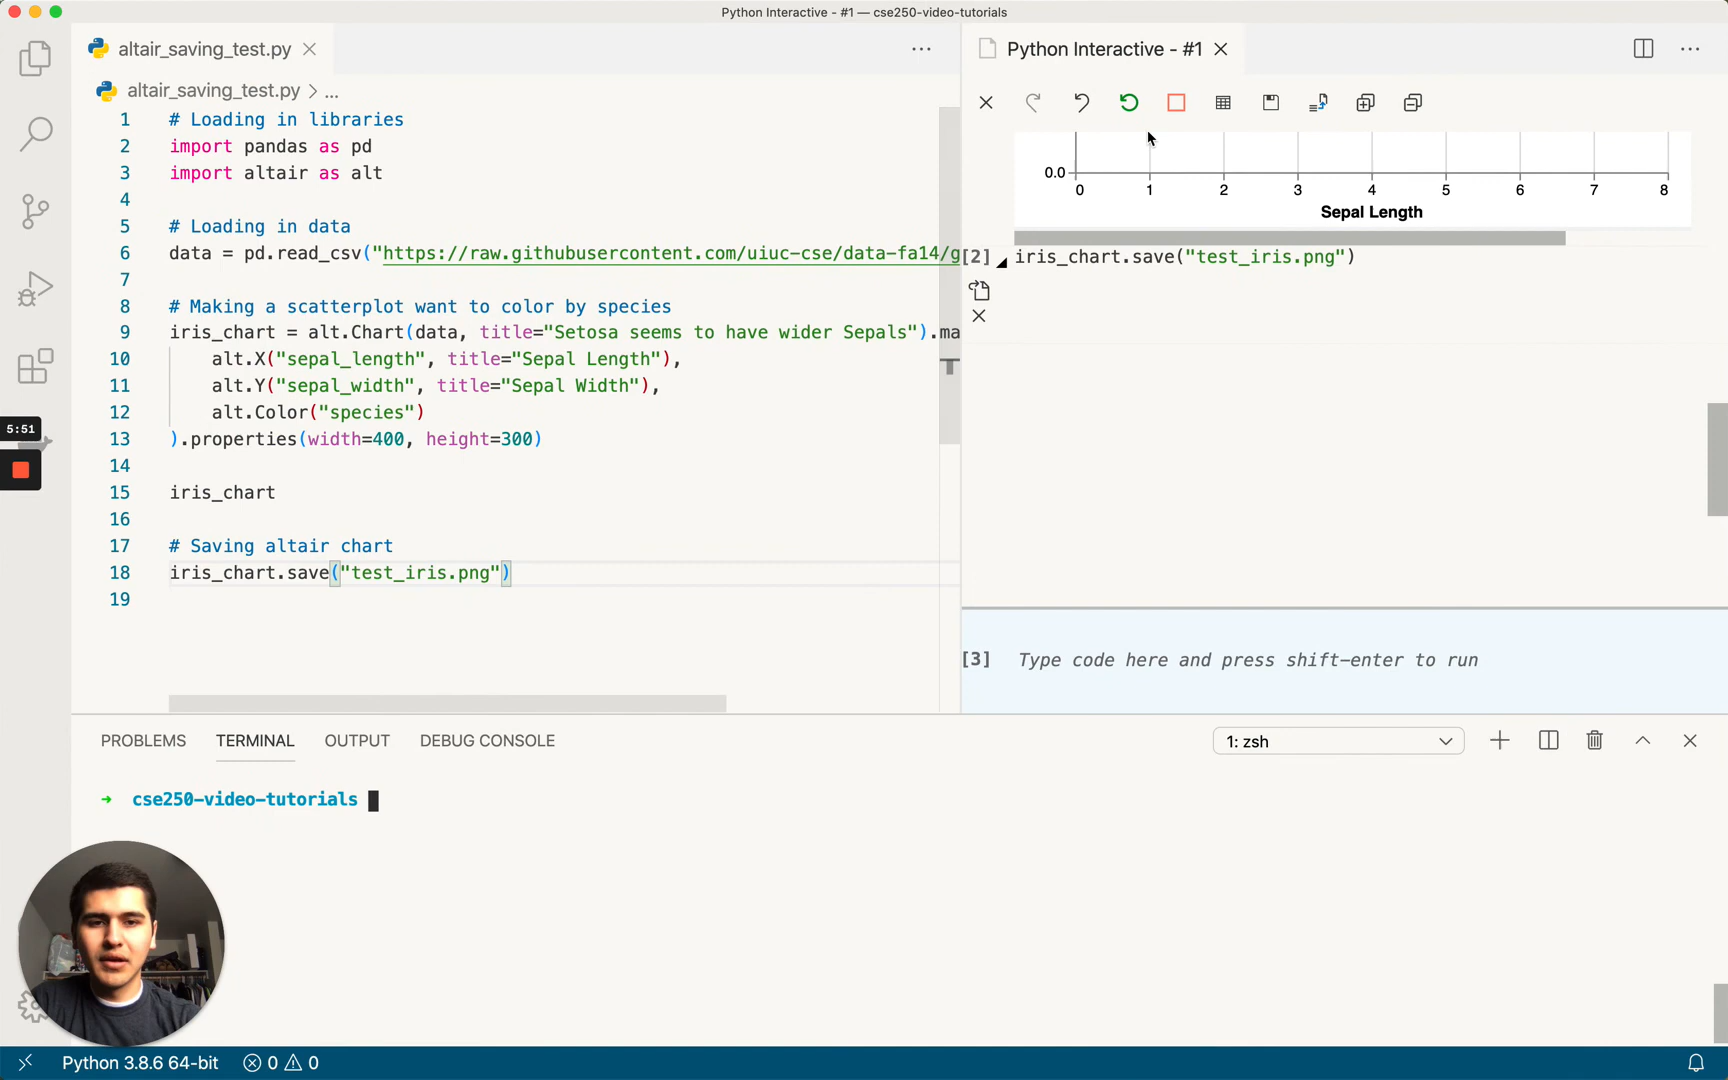 Python Interactive - #1 — cse250-video-tutorials
altair_saving_test.py
Python Interactive - #1
altair_saving_test.py > ...
1 # Loading in libraries
2 import pandas as pd
3 import altair as alt
4
5 # Loading in data
6 data = pd.read_csv("https://raw.githubusercontent.com/uiuc-cse/data-fa14/g
7
8 # Making a scatterplot want to color by species
9 iris_chart = alt.Chart(data, title="Setosa seems to have wider Sepals").ma
10 alt.X("sepal_length", title="Sepal Length"),
11 alt.Y("sepal_width", title="Sepal Width"),
12 alt.Color("species")
13 ).properties(width=400, height=300)
14
15 iris_chart
16
17 # Saving altair chart
18 iris_chart.save("test_iris.png")
19
0.0
0 1 2 3 4 5 6 7 8
Sepal Length
[2] iris_chart.save("test_iris.png")
[3] Type code here and press shift-enter to run
5:51
PROBLEMS TERMINAL OUTPUT DEBUG CONSOLE
1: zsh
→ cse250-video-tutorials
Python 3.8.6 64-bit 0 0